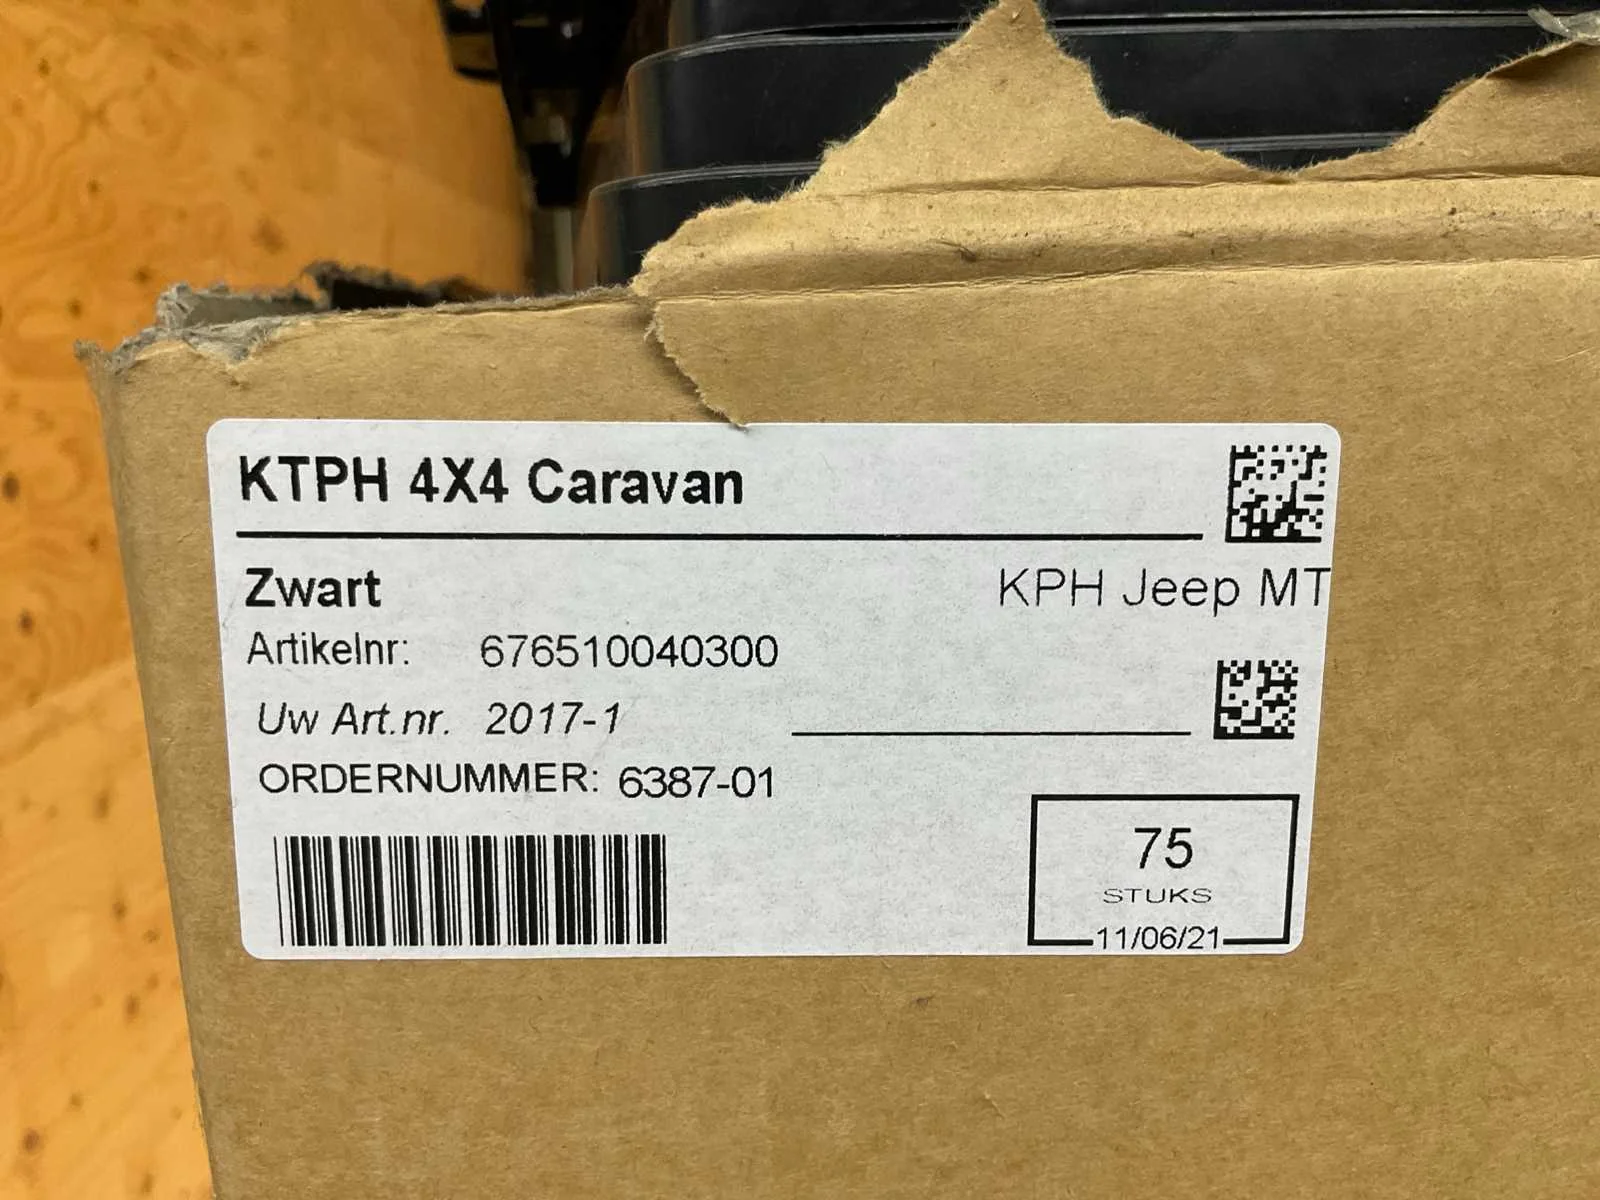 KTPH 4X4 Caravan
Zwart
KPH Jeep MT
Artikelnr: 676510040300
Uw Art.nr. 2017-1
ORDERNUMMER: 6387-01
75
STUKS
11/06/21